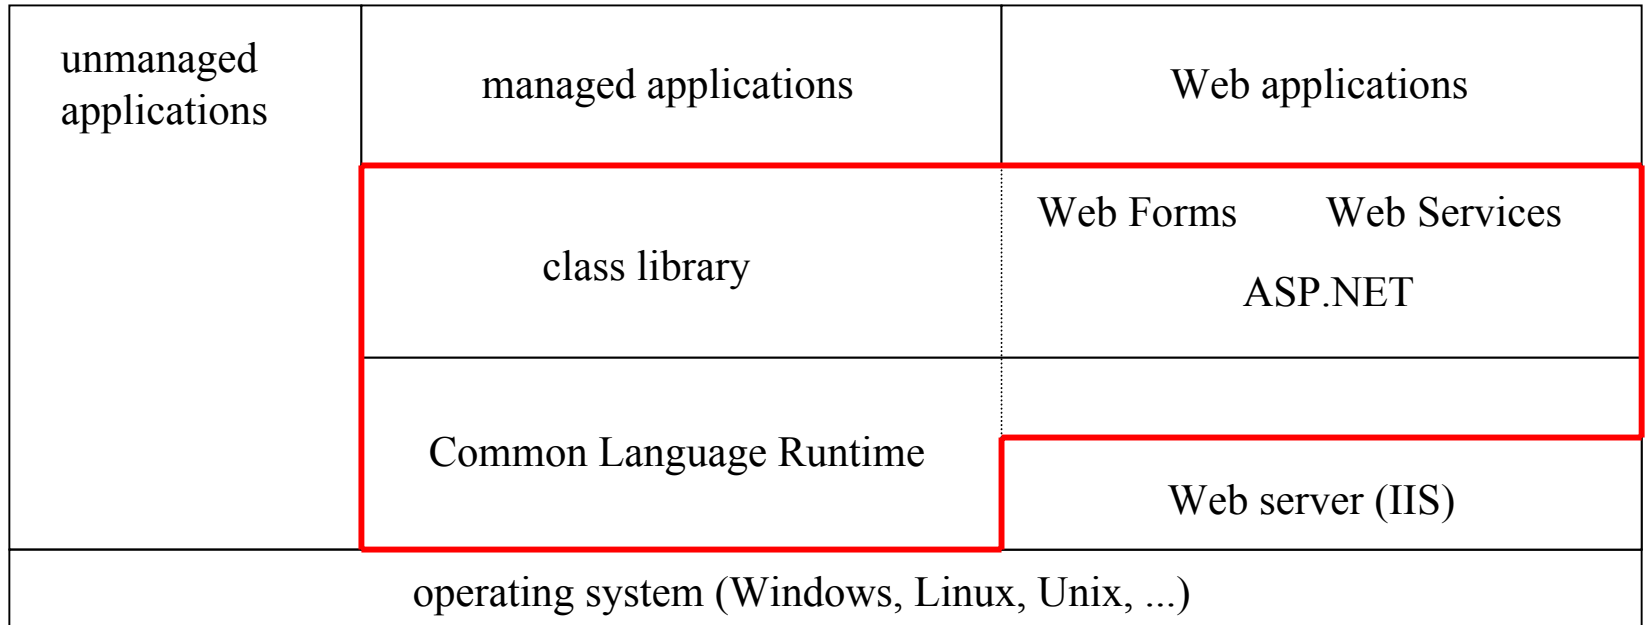 unmanaged
applications
managed applications
Web applications
class library
Web Forms
Web Services
ASP.NET
Common Language Runtime
Web server (IIS)
operating system (Windows, Linux, Unix, ...)